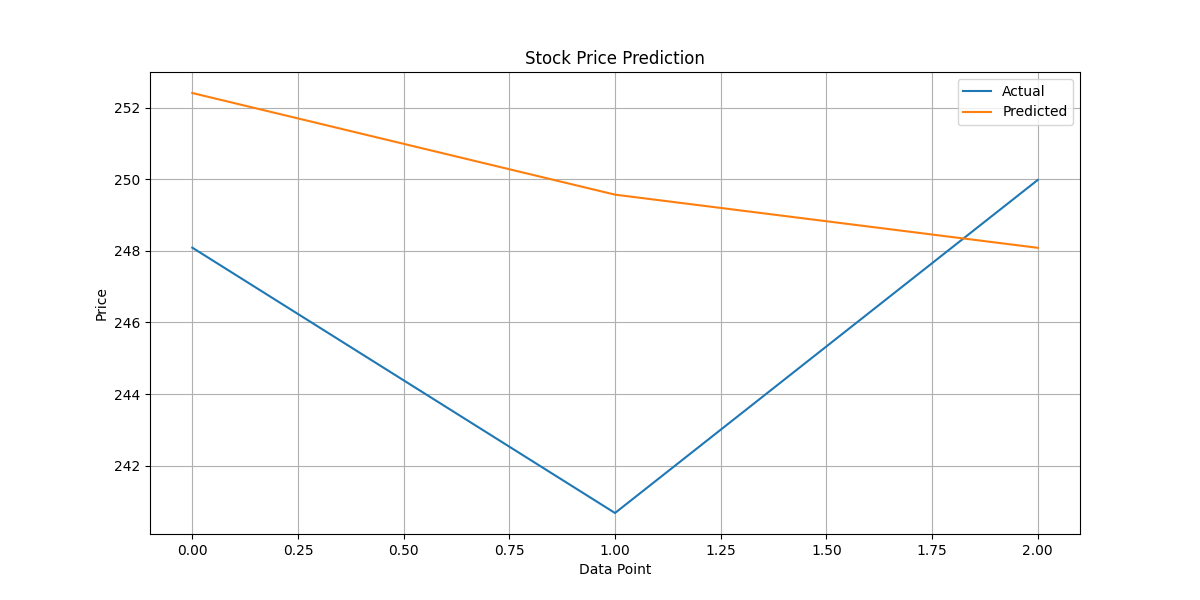 Stock Price Prediction
Actual
Predicted
252
250
248
246
244
242
Price
0.00 0.25 0.50 0.75 1.00 1.25 1.50 1.75 2.00
Data Point